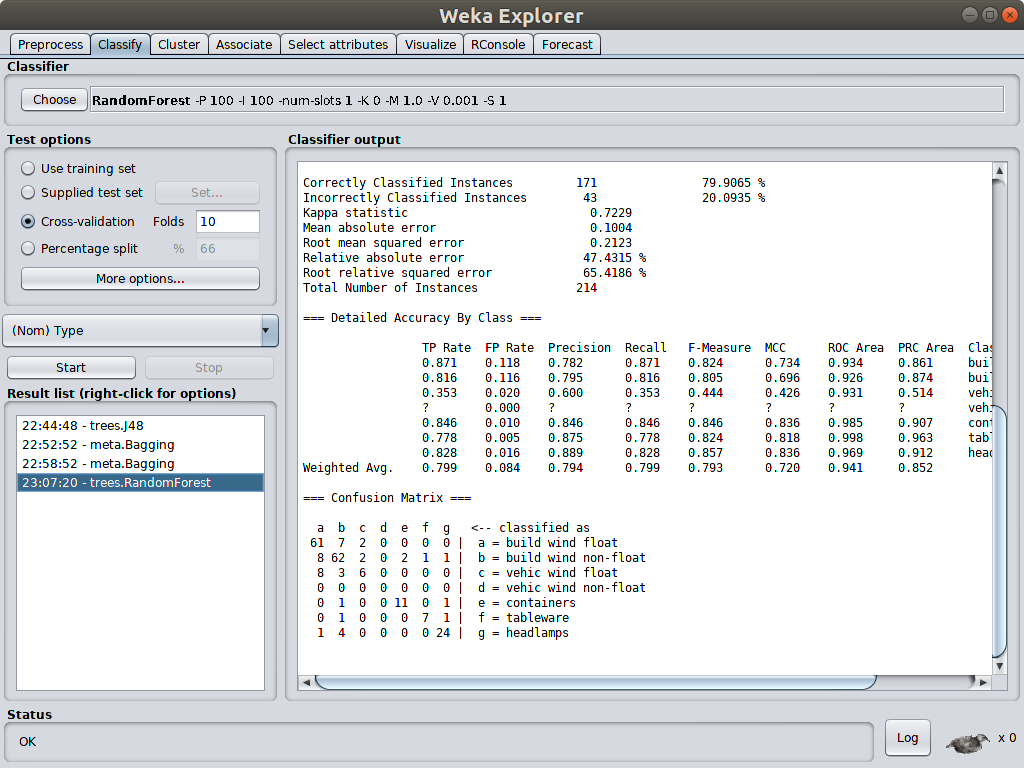 Weka Explorer
Preprocess Classify Cluster Associate Select attributes Visualize RConsole Forecast
Classifier
Choose RandomForest -P 100 -I 100 -num-slots 1 -K 0 -M 1.0 -V 0.001 -S 1
Test options
Use training set
Supplied test set Set...
Cross-validation Folds 10
Percentage split % 66
More options...
(Nom) Type
Start Stop
Result list (right-click for options)
22:44:48 - trees.J48
22:52:52 - meta.Bagging
22:58:52 - meta.Bagging
23:07:20 - trees.RandomForest
Classifier output
Correctly Classified Instances 171 79.9065 %
Incorrectly Classified Instances 43 20.0935 %
Kappa statistic 0.7229
Mean absolute error 0.1004
Root mean squared error 0.2123
Relative absolute error 47.4315 %
Root relative squared error 65.4186 %
Total Number of Instances 214
=== Detailed Accuracy By Class ===
TP Rate FP Rate Precision Recall F-Measure MCC ROC Area PRC Area Clas
0.871 0.118 0.782 0.871 0.824 0.734 0.934 0.861 buil
0.816 0.116 0.795 0.816 0.805 0.696 0.926 0.874 buil
0.353 0.020 0.600 0.353 0.444 0.426 0.931 0.514 vehi
? 0.000 ? ? ? ? ? ? vehi
0.846 0.010 0.846 0.846 0.846 0.836 0.985 0.907 cont
0.778 0.005 0.875 0.778 0.824 0.818 0.998 0.963 tabl
0.828 0.016 0.889 0.828 0.857 0.836 0.969 0.912 head
Weighted Avg. 0.799 0.084 0.794 0.799 0.793 0.720 0.941 0.852
=== Confusion Matrix ===
a b c d e f g <-- classified as
61 7 2 0 0 0 0 | a = build wind float
8 62 2 0 2 1 1 | b = build wind non-float
8 3 6 0 0 0 0 | c = vehic wind float
0 0 0 0 0 0 0 | d = vehic wind non-float
0 1 0 0 11 0 1 | e = containers
0 1 0 0 0 7 1 | f = tableware
1 4 0 0 0 0 24 | g = headlamps
Status
OK
Log x 0